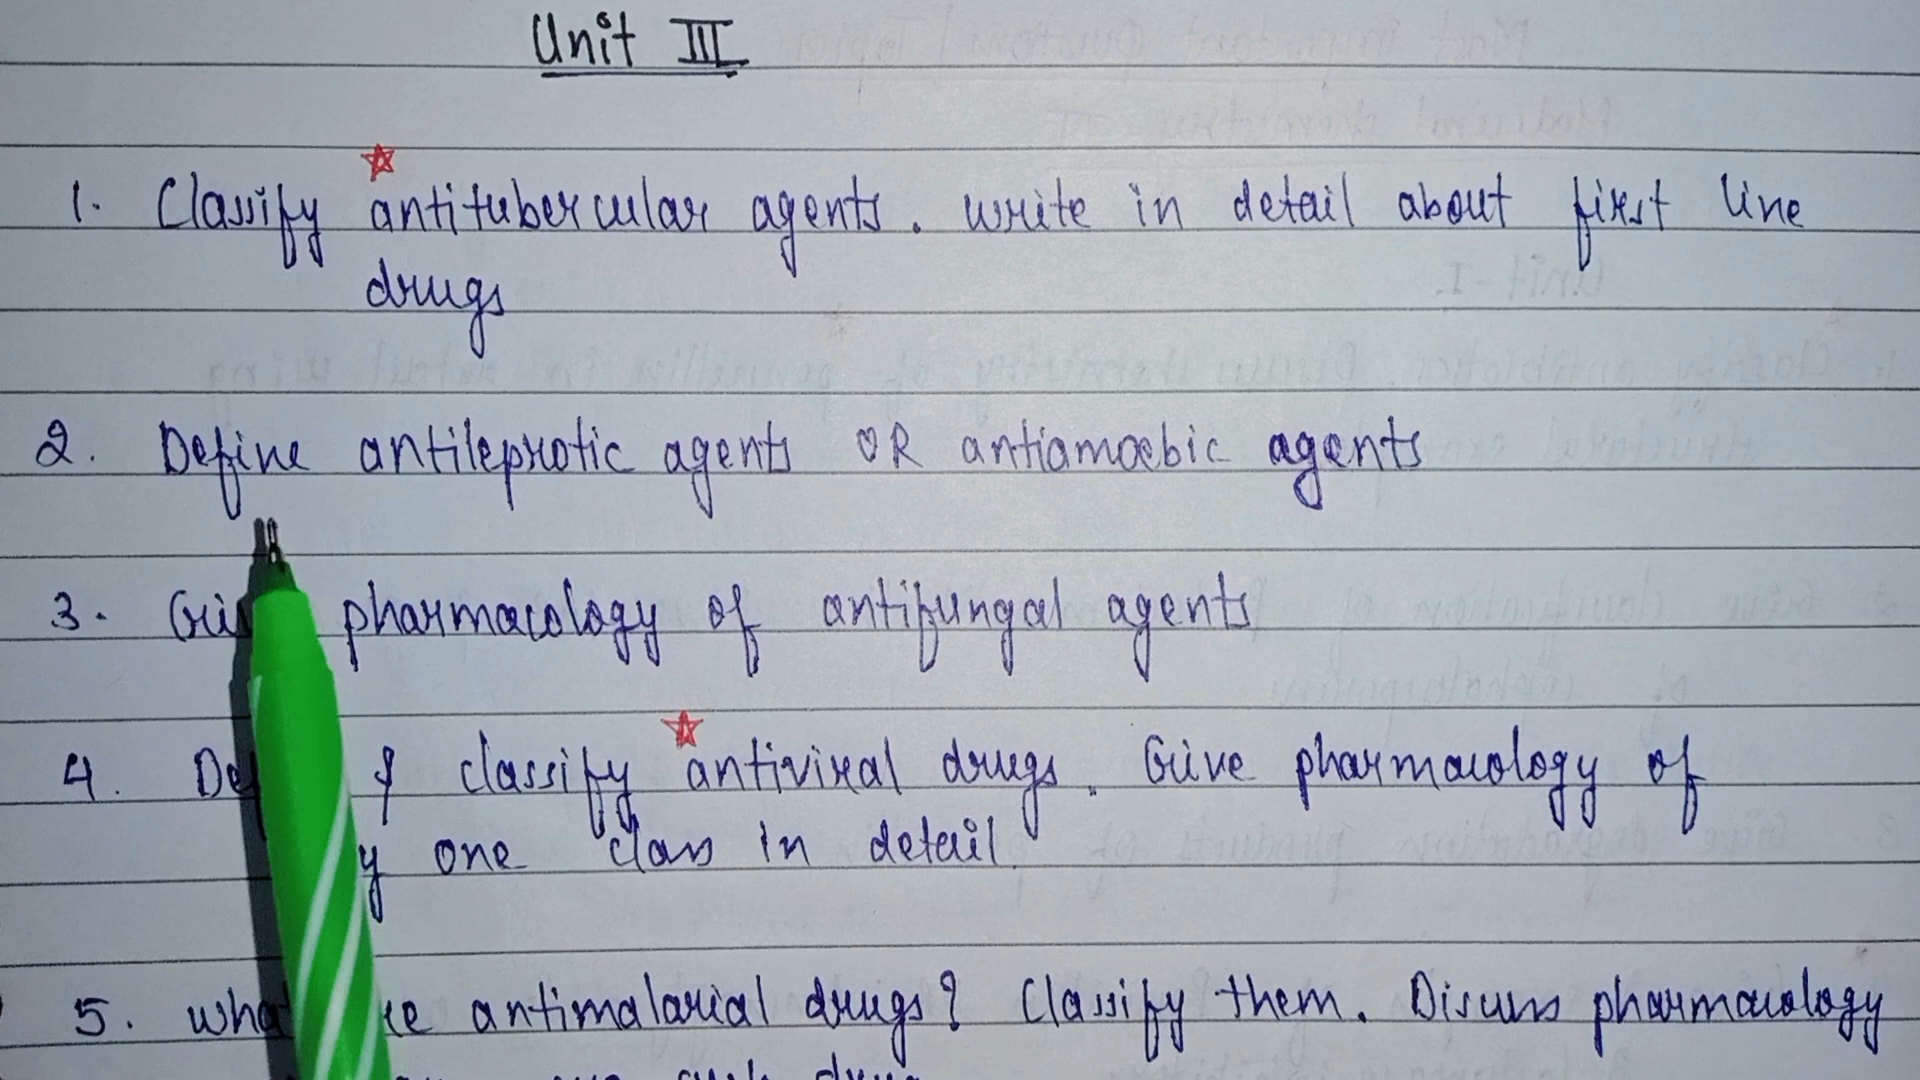 Unit III
1. Classify antitubercular agents. write in detail about first line
drugs
2. Define antileprotic agents OR antiamoebic agents
3. pharmacology of antifungal agents
4. & classify antiviral drugs. Give pharmacology of
one class in detail.
5. antimalarial drugs? Classify them. Discuss pharmacology
such drug